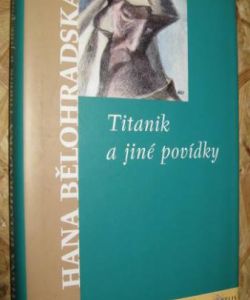 HANA BĚLOHRADSKÁ
Titanik
a jiné povídky